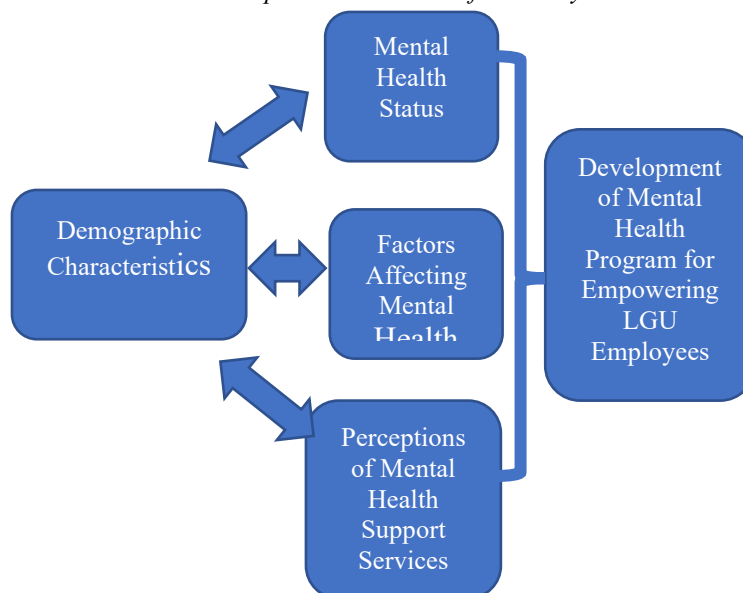 Mental
Health
Status
Demographic
Characteristics
Factors
Affecting
Mental
Health
Perceptions
of Mental
Health
Support
Services
Development
of Mental
Health
Program for
Empowering
LGU
Employees